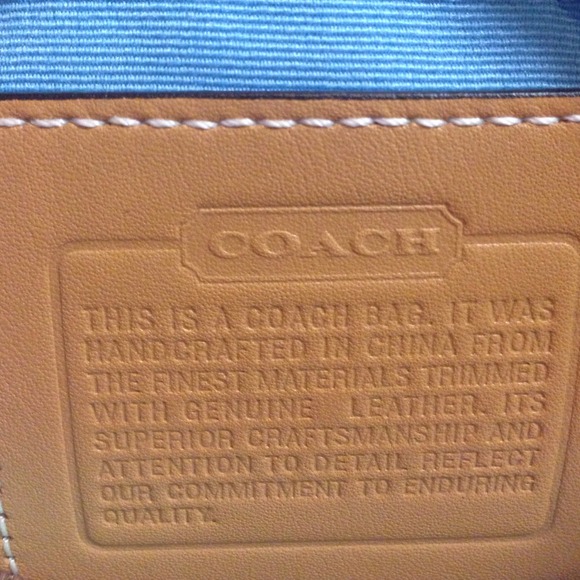 COACH
THIS IS A COACH BAG. IT WAS
HANDCRAFTED IN CHINA FROM
THE FINEST MATERIALS TRIMMED
WITH GENUINE LEATHER. ITS
SUPERIOR CRAFTSMANSHIP AND
ATTENTION TO DETAIL REFLECT
OUR COMMITMENT TO ENDURING
QUALITY.